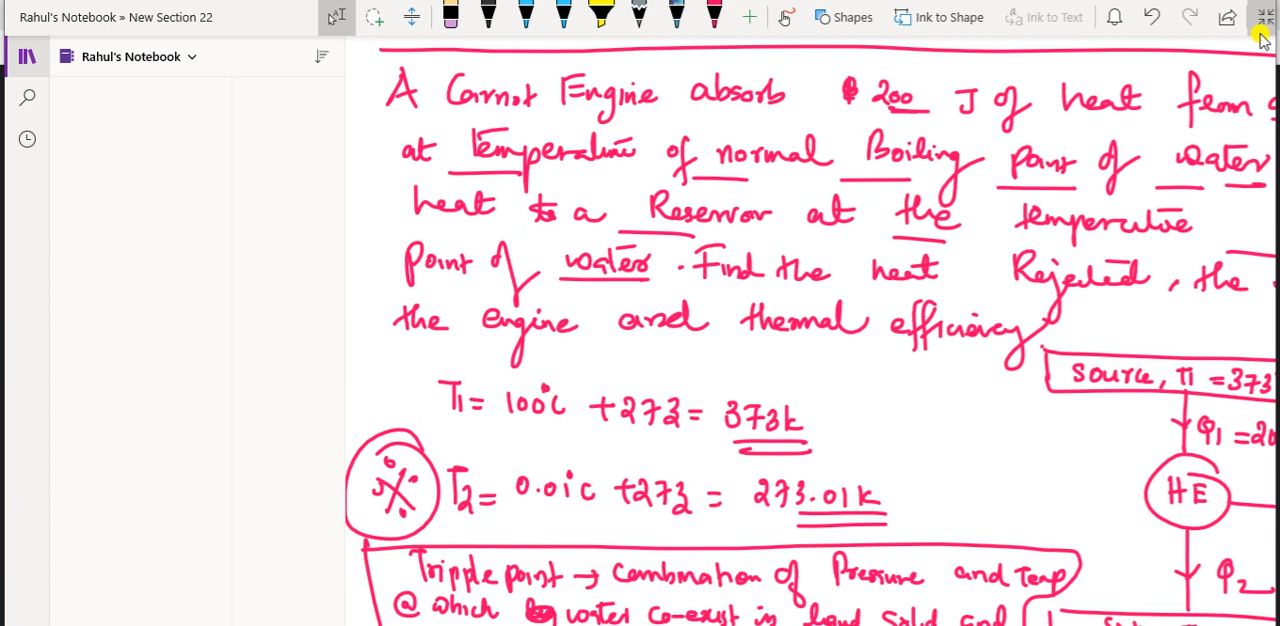 Rahul's Notebook » New Section 22
Shapes
Ink to Shape
Ink to Text
Rahul's Notebook
A Carnot Engine absorb 200 J of heat from
at temperature of normal Boiling point of water
heat to a Reservoir at the temperature
point of water. Find the heat Rejected, the
the engine and thermal efficiency
Source, T1 = 373
T1 = 100°C + 273 = 373K
Q1 = 20
T2 = 0.01°C + 273 = 273.01K
HE
Tripple point → Combination of Pressure and Temp
Q2
@ which water co-exist in Solid and